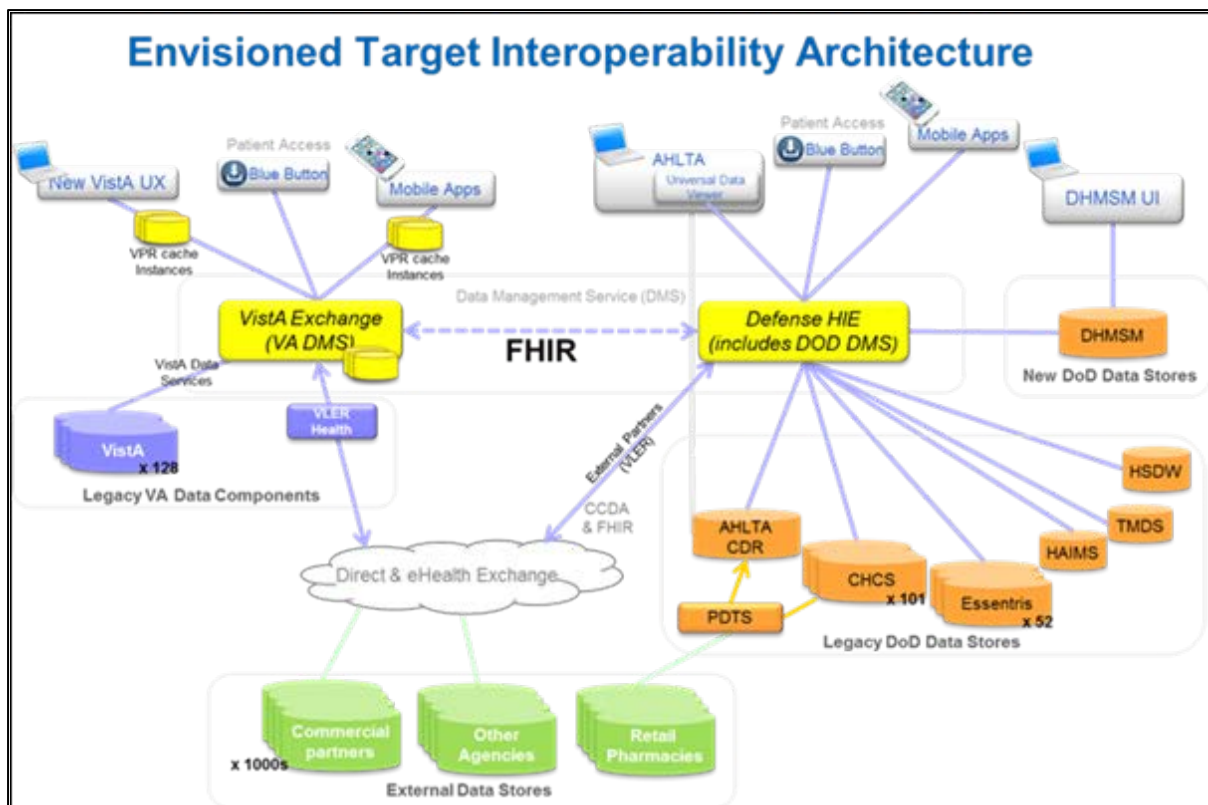 Envisioned Target Interoperability Architecture
Patient Access
Blue Button
New VistA UX
Mobile Apps
VPR cache
Instances
VPR cache
Instances
AHLTA
Universal Data
Viewer
Patient Access
Blue Button
Mobile Apps
DHMSM UI
Data Management Service (DMS)
VistA Exchange
(VA DMS)
FHIR
Defense HIE
(includes DOD DMS)
DHMSM
New DoD Data Stores
VistA Data
Services
VLER
Health
VistA
x 128
Legacy VA Data Components
External Partners
(VLER)
CCDA
& FHIR
Direct & eHealth Exchange
HSDW
TMDS
HAIMS
AHLTA
CDR
CHCS
x 101
Essentris
x 52
PDTS
Legacy DoD Data Stores
Commercial
partners
x 1000s
Other
Agencies
Retail
Pharmacies
External Data Stores